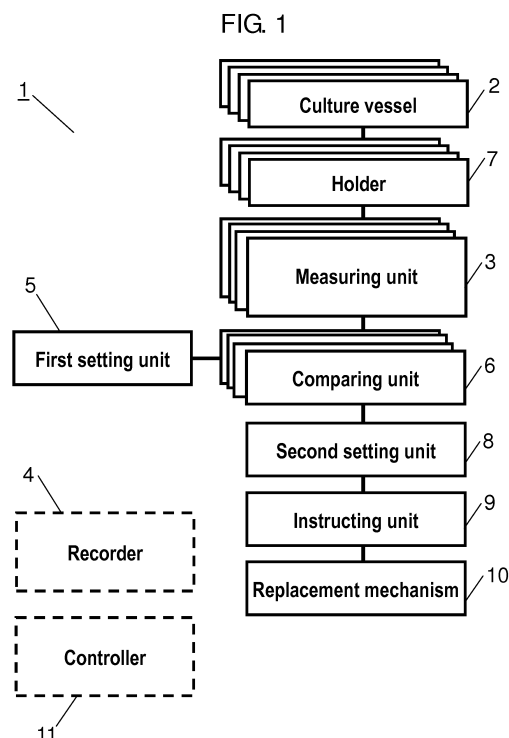 FIG. 1
1
Culture vessel
2
Holder
7
Measuring unit
3
5
First setting unit
Comparing unit
6
Second setting unit
8
4
Instructing unit
9
Recorder
Replacement mechanism
10
Controller
11